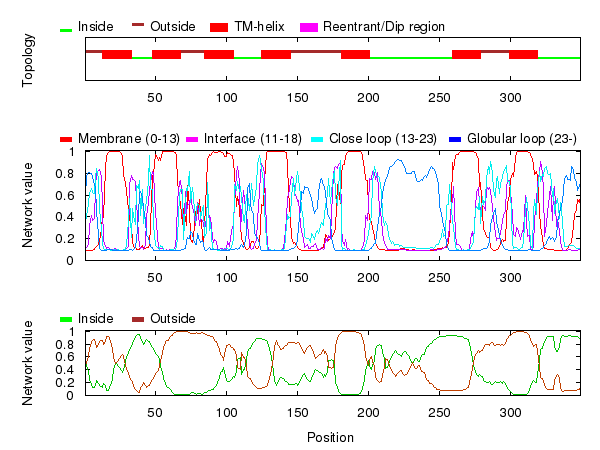 Inside Outside TM-helix Reentrant/Dip region
Topology
50 100 150 200 250 300
Membrane (0-13) Interface (11-18) Close loop (13-23) Globular loop (23-)
Network value
1
0.8
0.6
0.4
0.2
0
50 100 150 200 250 300
Inside Outside
Network value
1
0.8
0.6
0.4
0.2
0
50 100 150 200 250 300
Position